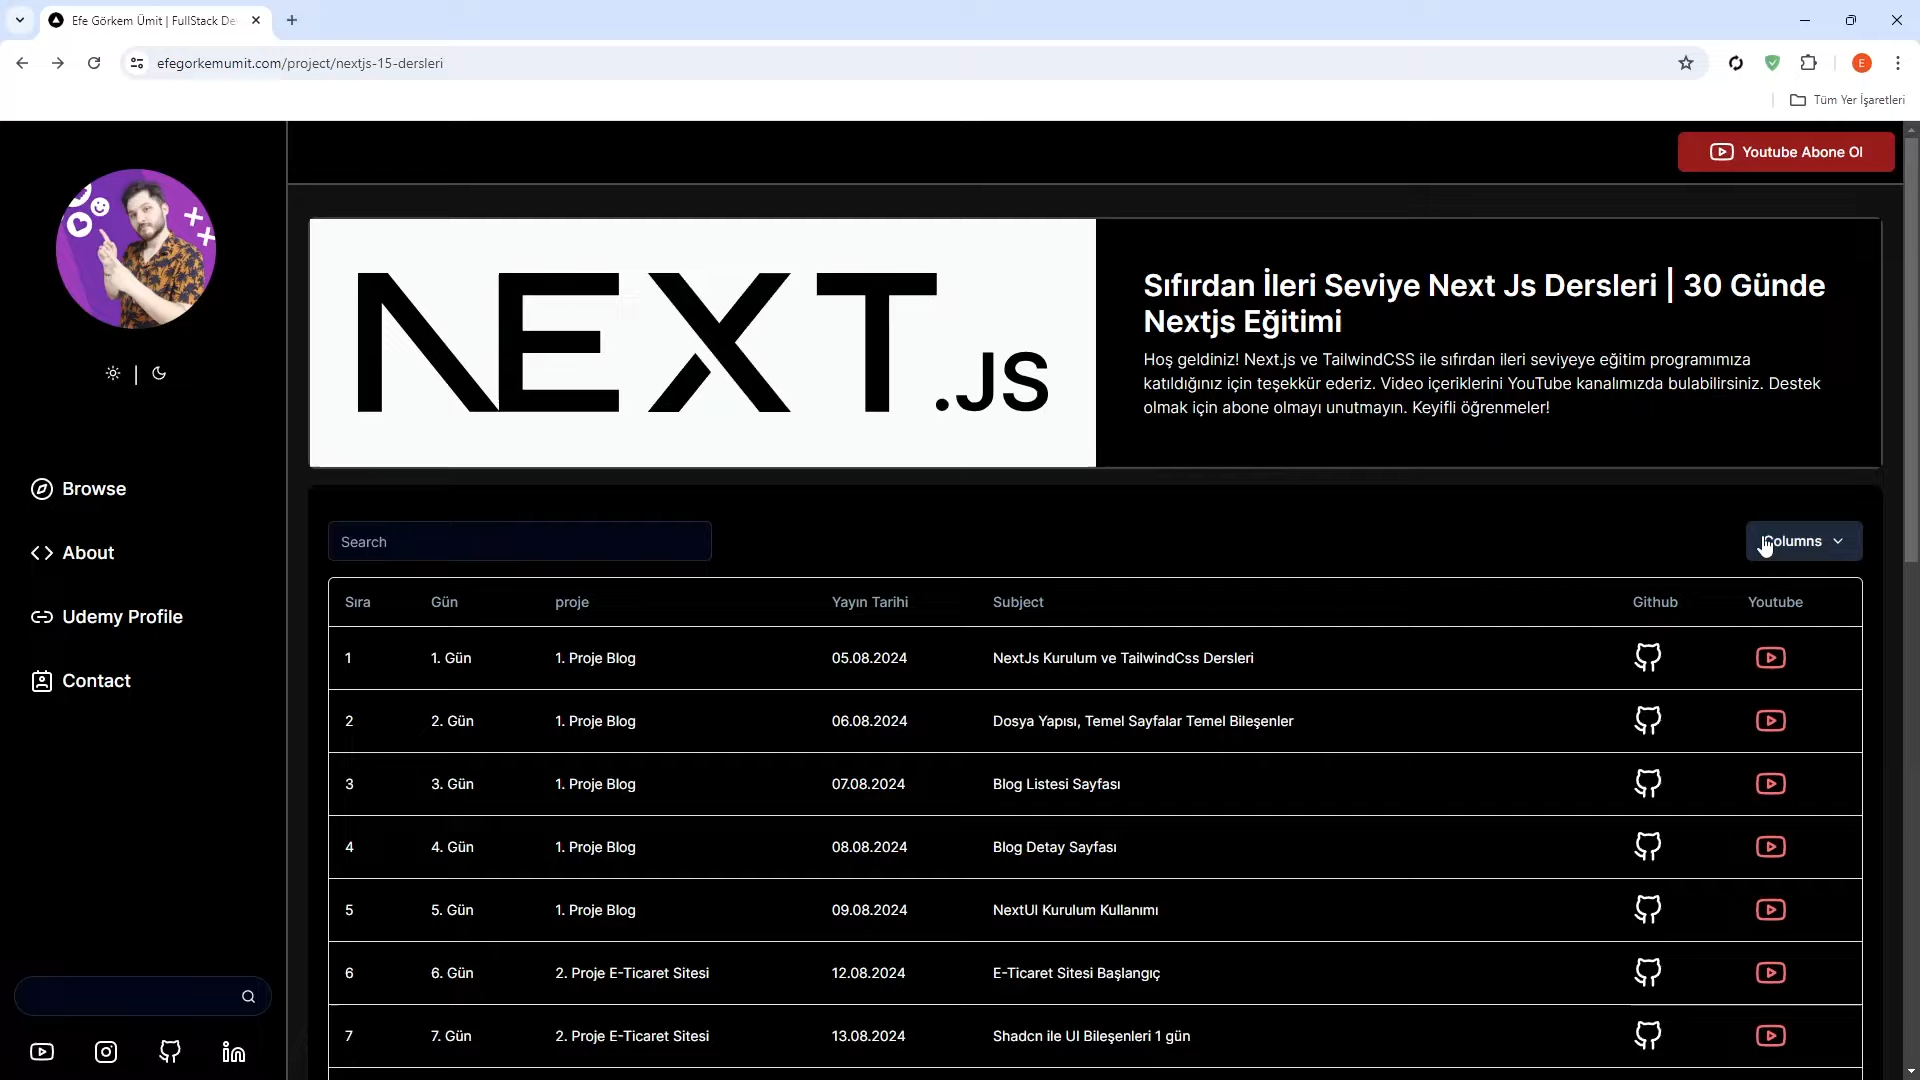 Efe Görkem Ümit | FullStack De
efegorkemumit.com/project/nextjs-15-dersleri
E
Tüm Yer İşaretleri
Youtube Abone Ol
NEXT.JS
Sıfırdan İleri Seviye Next Js Dersleri | 30 Günde
Nextjs Eğitimi
Hoş geldiniz! Next.js ve TailwindCSS ile sıfırdan ileri seviyeye eğitim programımıza
katıldığınız için teşekkür ederiz. Video içeriklerini YouTube kanalımızda bulabilirsiniz. Destek
olmak için abone olmayı unutmayın. Keyifli öğrenmeler!
Browse
About
Udemy Profile
Contact
Search
Columns
Sıra Gün proje Yayın Tarihi Subject Github Youtube
1 1. Gün 1. Proje Blog 05.08.2024 NextJs Kurulum ve TailwindCss Dersleri
2 2. Gün 1. Proje Blog 06.08.2024 Dosya Yapısı, Temel Sayfalar Temel Bileşenler
3 3. Gün 1. Proje Blog 07.08.2024 Blog Listesi Sayfası
4 4. Gün 1. Proje Blog 08.08.2024 Blog Detay Sayfası
5 5. Gün 1. Proje Blog 09.08.2024 NextUI Kurulum Kullanımı
6 6. Gün 2. Proje E-Ticaret Sitesi 12.08.2024 E-Ticaret Sitesi Başlangıç
7 7. Gün 2. Proje E-Ticaret Sitesi 13.08.2024 Shadcn ile UI Bileşenleri 1 gün